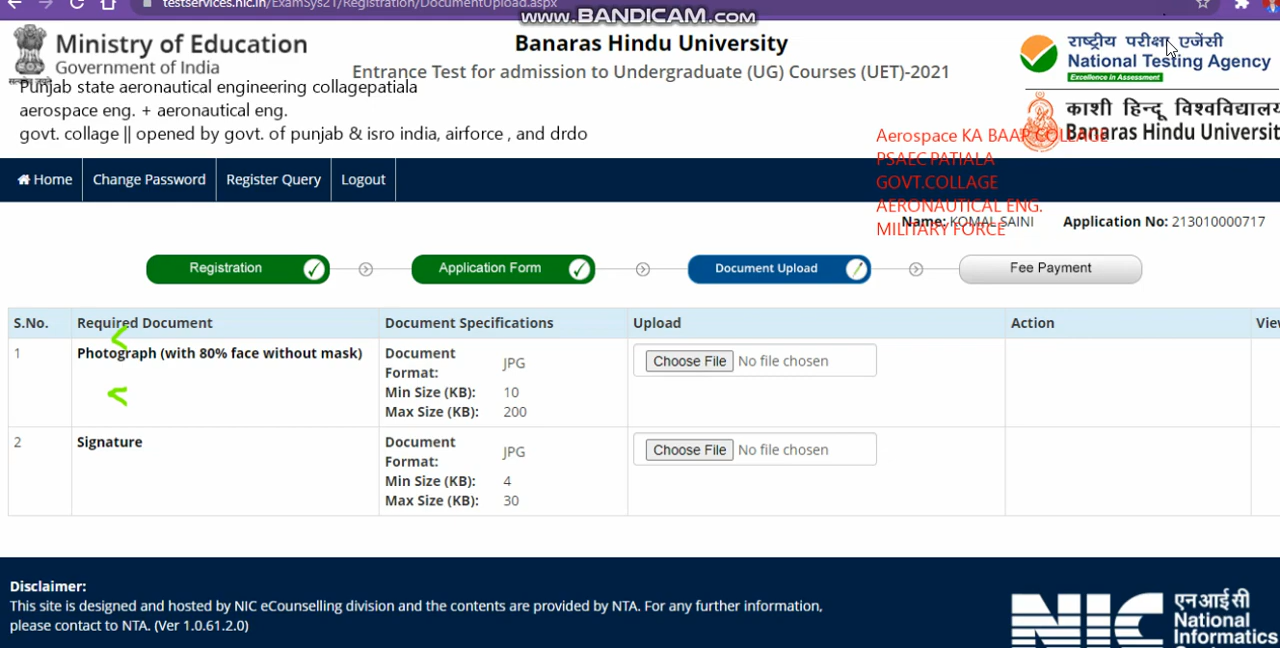 testservices.nic.in/ExamSys21/Registration/DocumentUpload.aspx
www.BANDICAM.com
Ministry of Education
Government of India
Banaras Hindu University
Entrance Test for admission to Undergraduate (UG) Courses (UET)-2021
राष्ट्रीय परीक्षा एजेंसी
National Testing Agency
Excellence in Assessment
काशी हिन्दू विश्वविद्यालय
Banaras Hindu Universit
Punjab state aeronautical engineering collagepatiala
aerospace eng. + aeronautical eng.
govt. collage || opened by govt. of punjab & isro india, airforce , and drdo
Aerospace KA BAAP COLLAGE
PSAEC PATIALA
GOVT.COLLAGE
AERONAUTICAL ENG.
MILITARY FORCE
Home Change Password Register Query Logout
Name: KOMAL SAINI Application No: 213010000717
Registration Application Form Document Upload Fee Payment
S.No. Required Document Document Specifications Upload Action View
1 Photograph (with 80% face without mask) Document Format: JPG Choose File No file chosen
Min Size (KB): 10
Max Size (KB): 200
2 Signature Document Format: JPG Choose File No file chosen
Min Size (KB): 4
Max Size (KB): 30
Disclaimer:
This site is designed and hosted by NIC eCounselling division and the contents are provided by NTA. For any further information,
please contact to NTA. (Ver 1.0.61.2.0)
NIC
एनआईसी
National
Informatics